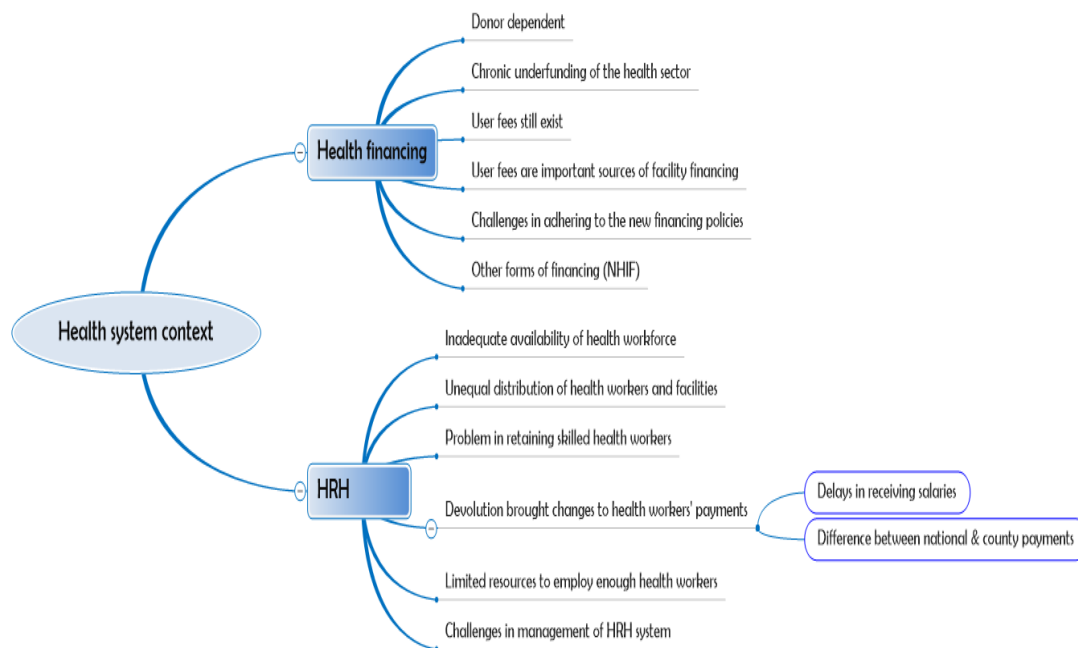 Health system context
Health financing
Donor dependent
Chronic underfunding of the health sector
User fees still exist
User fees are important sources of facility financing
Challenges in adhering to the new financing policies
Other forms of financing (NHIF)
HRH
Inadequate availability of health workforce
Unequal distribution of health workers and facilities
Problem in retaining skilled health workers
Devolution brought changes to health workers' payments
Delays in receiving salaries
Difference between national & county payments
Limited resources to employ enough health workers
Challenges in management of HRH system